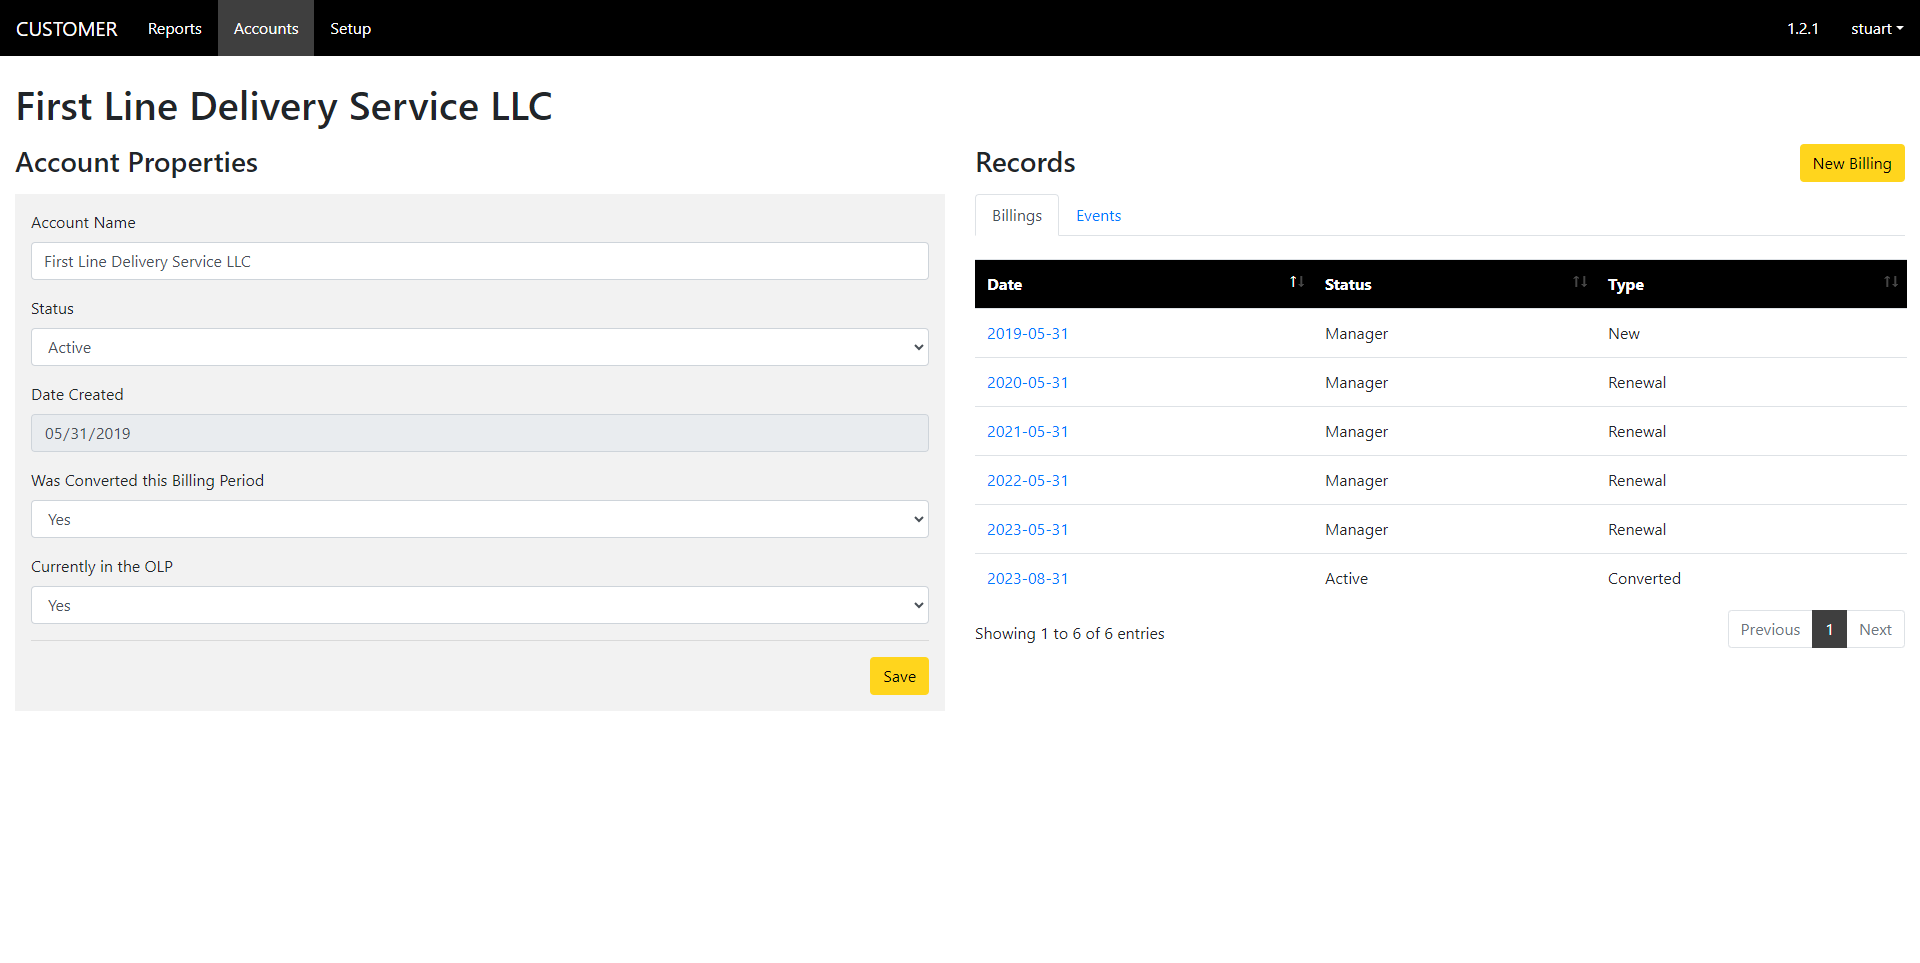 CUSTOMER Reports Accounts Setup 1.2.1 stuart
First Line Delivery Service LLC
Account Properties
Account Name
First Line Delivery Service LLC
Status
Active
Date Created
05/31/2019
Was Converted this Billing Period
Yes
Currently in the OLP
Yes
Save
Records
New Billing
Billings Events
Date Status Type
2019-05-31 Manager New
2020-05-31 Manager Renewal
2021-05-31 Manager Renewal
2022-05-31 Manager Renewal
2023-05-31 Manager Renewal
2023-08-31 Active Converted
Showing 1 to 6 of 6 entries
Previous 1 Next